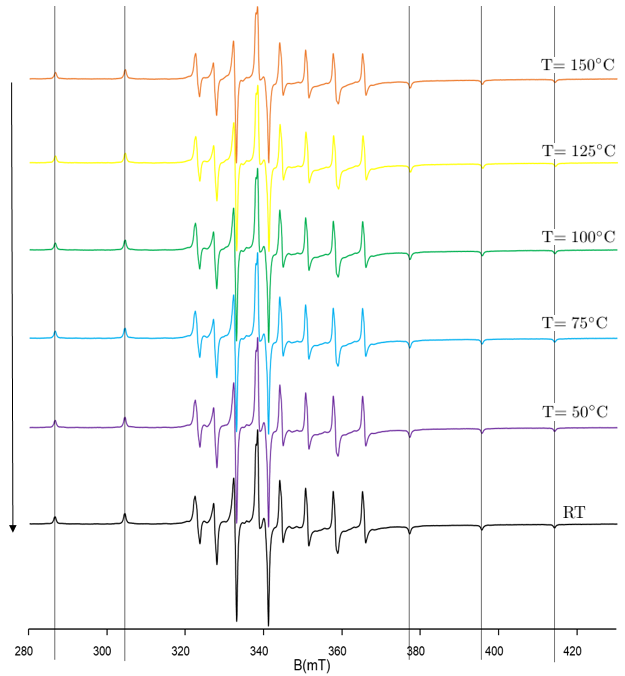 T= 150°C
T= 125°C
T= 100°C
T= 75°C
T= 50°C
RT
280 300 320 340 360 380 400 420
B(mT)